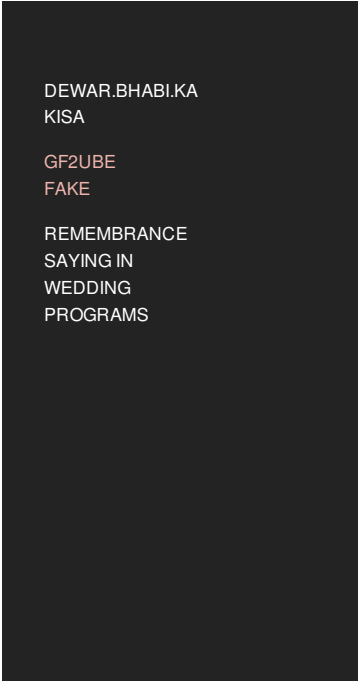 DEWAR.BHABI.KA
KISA
GF2UBE
FAKE
REMEMBRANCE
SAYING IN
WEDDING
PROGRAMS